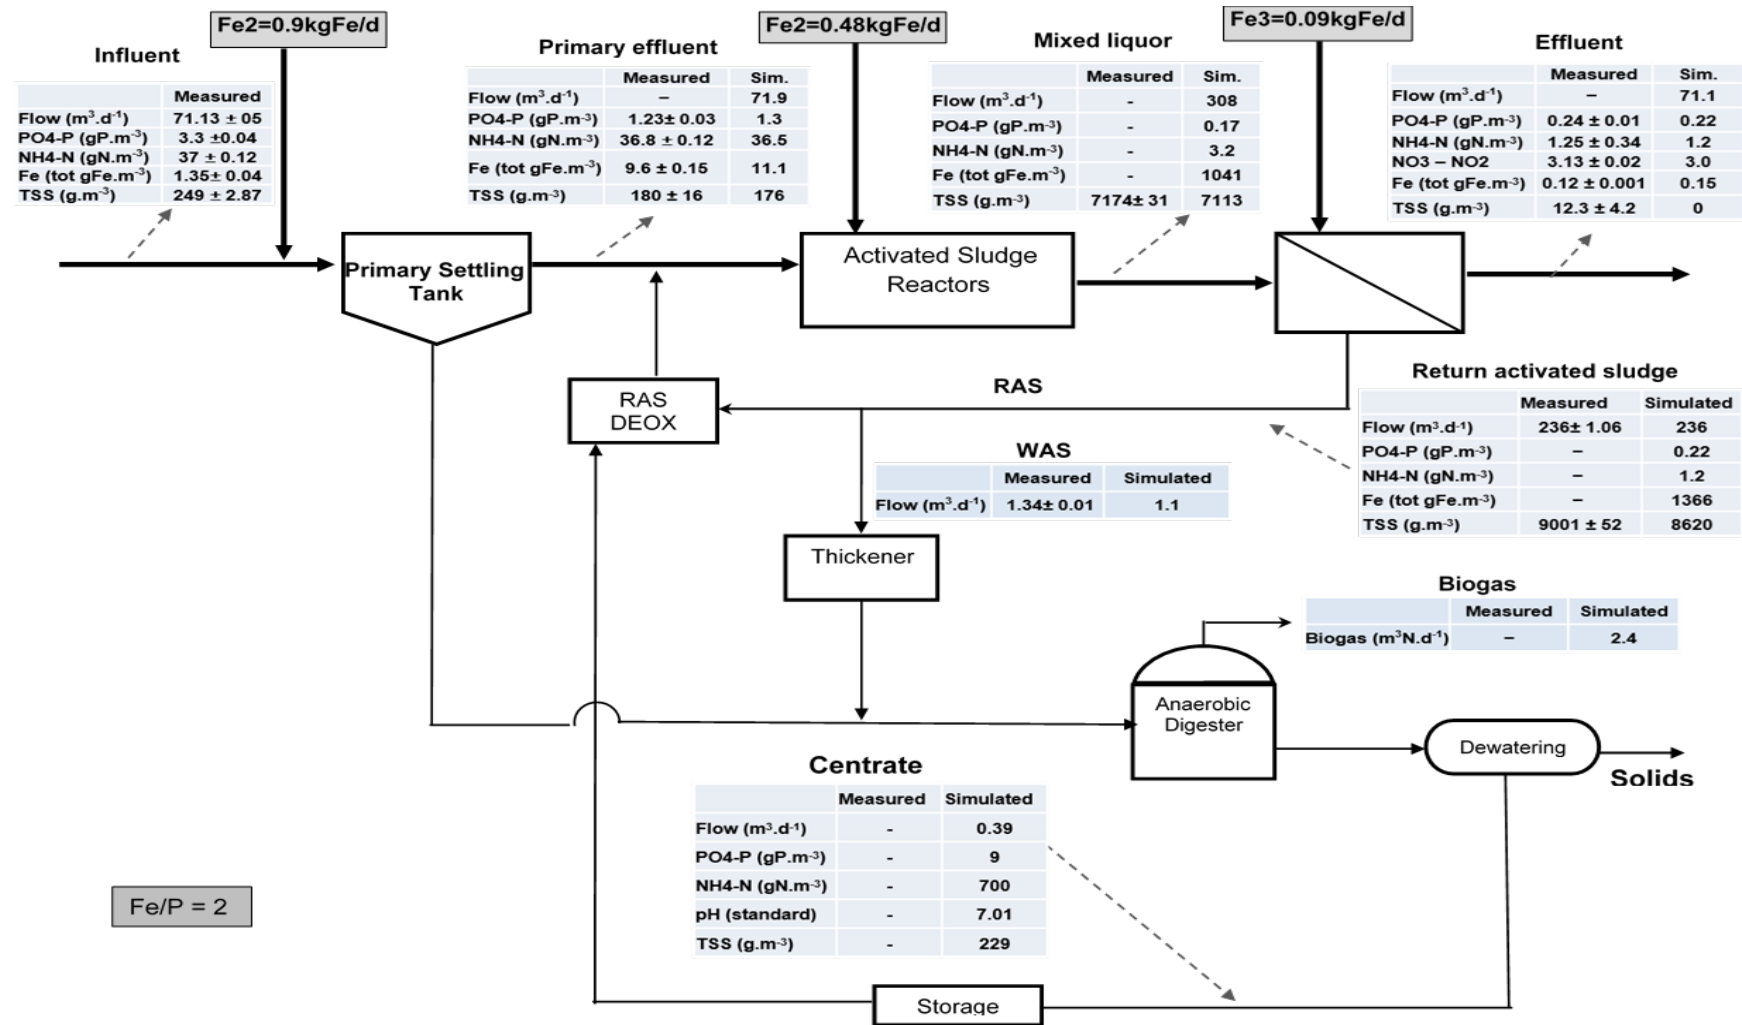 Fe2=0.9kgFe/d
Fe2=0.48kgFe/d
Fe3=0.09kgFe/d
Influent
Measured
Flow (m³.d⁻¹) 71.13 ± 05
PO4-P (gP.m⁻³) 3.3 ±0.04
NH4-N (gN.m⁻³) 37 ± 0.12
Fe (tot gFe.m⁻³) 1.35± 0.04
TSS (g.m⁻³) 249 ± 2.87
Primary effluent
Measured Sim.
Flow (m³.d⁻¹) – 71.9
PO4-P (gP.m⁻³) 1.23± 0.03 1.3
NH4-N (gN.m⁻³) 36.8 ± 0.12 36.5
Fe (tot gFe.m⁻³) 9.6 ± 0.15 11.1
TSS (g.m⁻³) 180 ± 16 176
Mixed liquor
Measured Sim.
Flow (m³.d⁻¹) - 308
PO4-P (gP.m⁻³) - 0.17
NH4-N (gN.m⁻³) - 3.2
Fe (tot gFe.m⁻³) - 1041
TSS (g.m⁻³) 7174± 31 7113
Effluent
Measured Sim.
Flow (m³.d⁻¹) – 71.1
PO4-P (gP.m⁻³) 0.24 ± 0.01 0.22
NH4-N (gN.m⁻³) 1.25 ± 0.34 1.2
NO3 – NO2 3.13 ± 0.02 3.0
Fe (tot gFe.m⁻³) 0.12 ± 0.001 0.15
TSS (g.m⁻³) 12.3 ± 4.2 0
Primary Settling
Tank
Activated Sludge
Reactors
RAS
DEOX
RAS
Return activated sludge
Measured Simulated
Flow (m³.d⁻¹) 236± 1.06 236
PO4-P (gP.m⁻³) – 0.22
NH4-N (gN.m⁻³) – 1.2
Fe (tot gFe.m⁻³) – 1366
TSS (g.m⁻³) 9001 ± 52 8620
WAS
Measured Simulated
Flow (m³.d⁻¹) 1.34± 0.01 1.1
Thickener
Biogas
Measured Simulated
Biogas (m³N.d⁻¹) – 2.4
Anaerobic
Digester
Dewatering
Solids
Centrate
Measured Simulated
Flow (m³.d⁻¹) - 0.39
PO4-P (gP.m⁻³) - 9
NH4-N (gN.m⁻³) - 700
pH (standard) - 7.01
TSS (g.m⁻³) - 229
Fe/P = 2
Storage